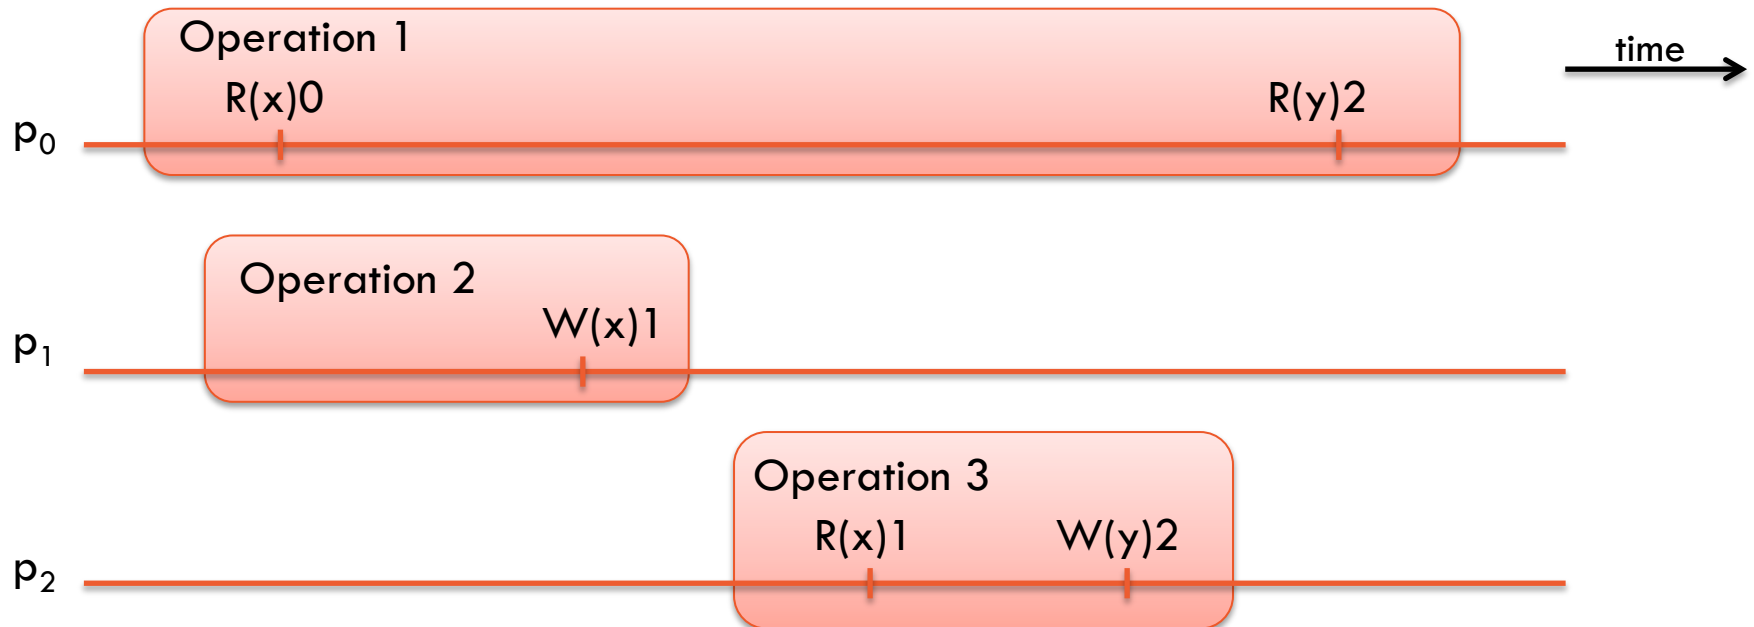 Operation 1
time
R(x)0 R(y)2
p₀
Operation 2
W(x)1
p₁
Operation 3
R(x)1 W(y)2
p₂